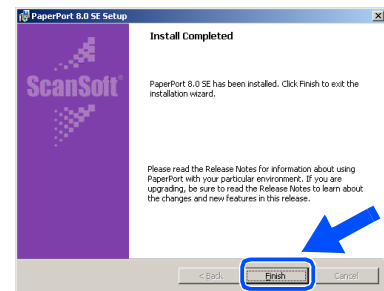 PaperPort 8.0 SE Setup
Install Completed
ScanSoft®
PaperPort 8.0 SE has been installed. Click Finish to exit the
installation wizard.
Please read the Release Notes for information about using
PaperPort with your particular environment. If you are
upgrading, be sure to read the Release Notes to learn about
the changes and new features in this release.
< Back Finish Cancel